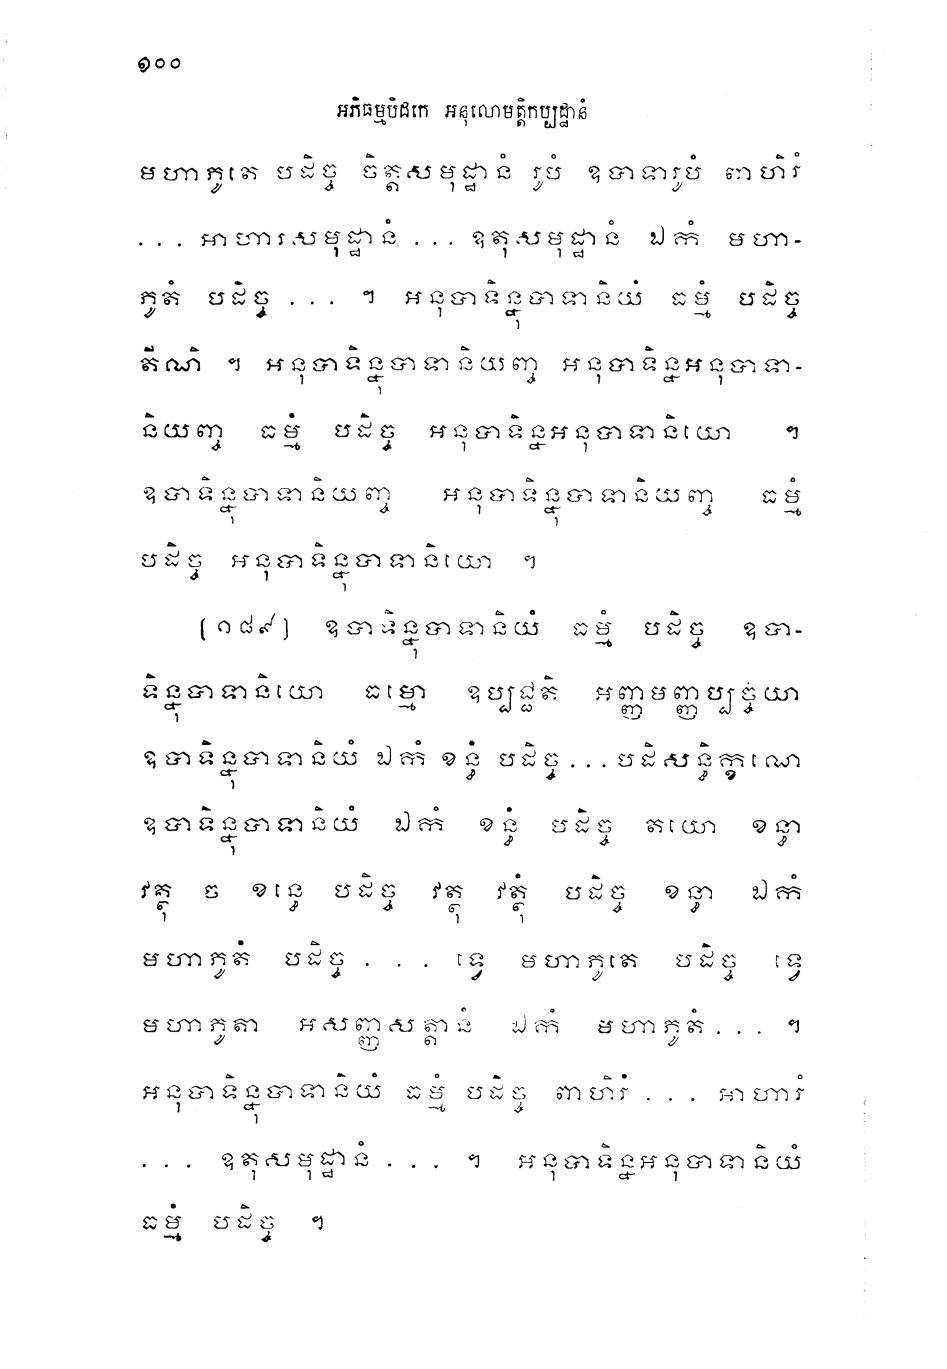 ១០០
អភិធម្មបិដកេ អនុលោមត្តិកប្បដ្ឋានំ
មហាភូតេ បដិច្ច ចិត្តសមុដ្ឋានំ រូបំ ឧបាទារូបំ ពាហិរំ
. . . អាហារសមុដ្ឋានំ . . . ឧតុសមុដ្ឋានំ ឯកំ មហា-
ភូតំ បដិច្ច . . . ។ អនុបាទិន្នុបាទានិយំ ធម្មំ បដិច្ច
តីណិ ។ អនុបាទិន្នុបាទានិយញ្ច អនុបាទិន្នអនុបាទា-
និយញ្ច ធម្មំ បដិច្ច អនុបាទិន្នអនុបាទានិយោ ។
ឧបាទិន្នុបាទានិយញ្ច អនុបាទិន្នុបាទានិយញ្ច ធម្មំ
បដិច្ច អនុបាទិន្នុបាទានិយោ ។
(១៨៩) ឧបាទិន្នុបាទានិយំ ធម្មំ បដិច្ច ឧបា-
ទិន្នុបាទានិយោ ធម្មោ ឧប្បជ្ជតិ អញ្ញមញ្ញប្បច្ចយា
ឧបាទិន្នុបាទានិយំ ឯកំ ខន្ធំ បដិច្ច . . . បដិសន្ធិក្ខណេ
ឧបាទិន្នុបាទានិយំ ឯកំ ខន្ធំ បដិច្ច តយោ ខន្ធា
វត្ថុ ច ខន្ធេ បដិច្ច វត្ថុ វត្ថុំ បដិច្ច ខន្ធា ឯកំ
មហាភូតំ បដិច្ច . . . ទ្វេ មហាភូតេ បដិច្ច ទ្វេ
មហាភូតា អសញ្ញសត្តានំ ឯកំ មហាភូតំ . . . ។
អនុបាទិន្នុបាទានិយំ ធម្មំ បដិច្ច ពាហិរំ . . . អាហារំ
. . . ឧតុសមុដ្ឋានំ . . . ។ អនុបាទិន្នអនុបាទានិយំ
ធម្មំ បដិច្ច ។